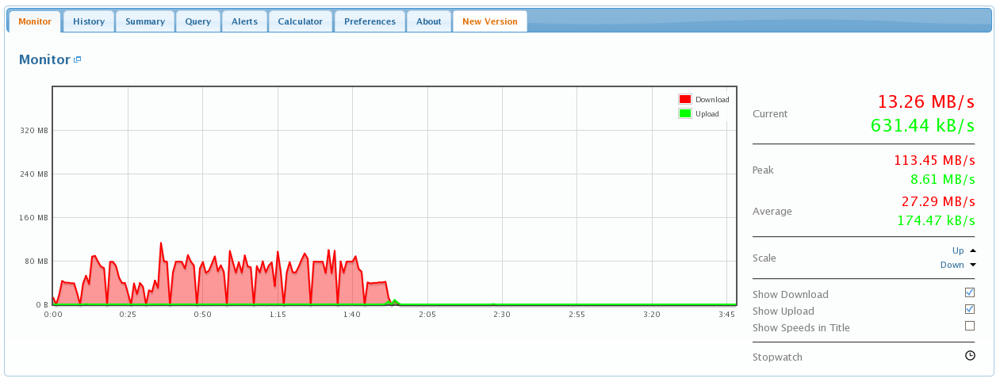 Monitor History Summary Query Alerts Calculator Preferences About New Version
Monitor
Download
Upload
320 MB
240 MB
160 MB
80 MB
0 B
0:00 0:25 0:50 1:15 1:40 2:05 2:30 2:55 3:20 3:45
Current
13.26 MB/s
631.44 kB/s
Peak
113.45 MB/s
8.61 MB/s
Average
27.29 MB/s
174.47 kB/s
Scale
Up
Down
Show Download
Show Upload
Show Speeds in Title
Stopwatch